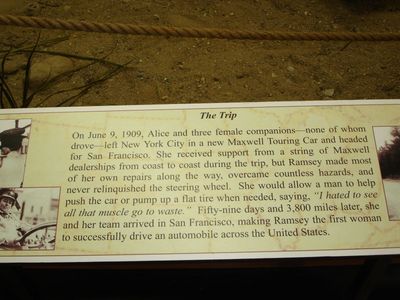 The Trip
On June 9, 1909, Alice and three female companions—none of whom
drove—left New York City in a new Maxwell Touring Car and headed
for San Francisco. She received support from a string of Maxwell
dealerships from coast to coast during the trip, but Ramsey made most
of her own repairs along the way, overcame countless hazards, and
never relinquished the steering wheel. She would allow a man to help
push the car or pump up a flat tire when needed, saying, "I hated to see
all that muscle go to waste." Fifty-nine days and 3,800 miles later, she
and her team arrived in San Francisco, making Ramsey the first woman
to successfully drive an automobile across the United States.